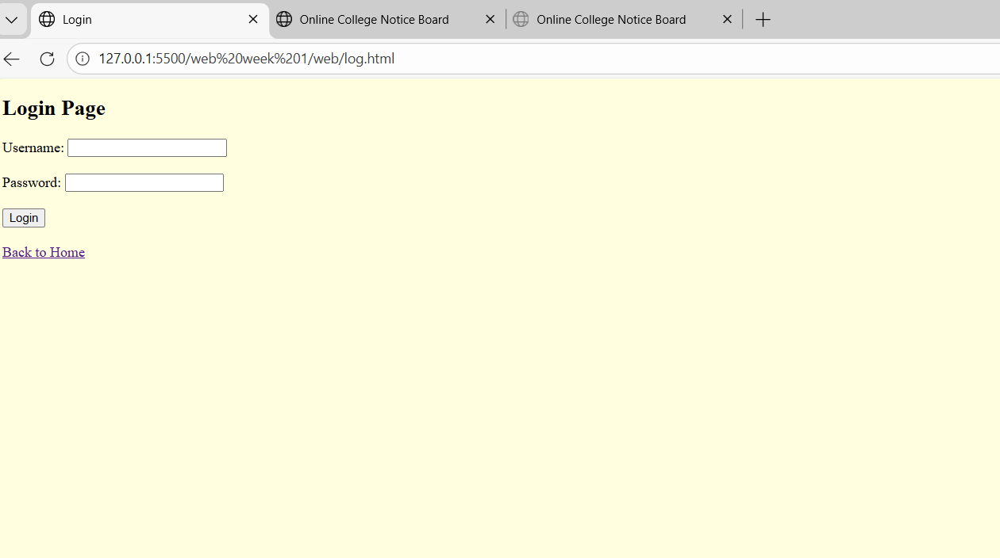 Login
Online College Notice Board
Online College Notice Board
127.0.0.1:5500/web%20week%201/web/log.html
Login Page
Username:
Password:
Login
Back to Home